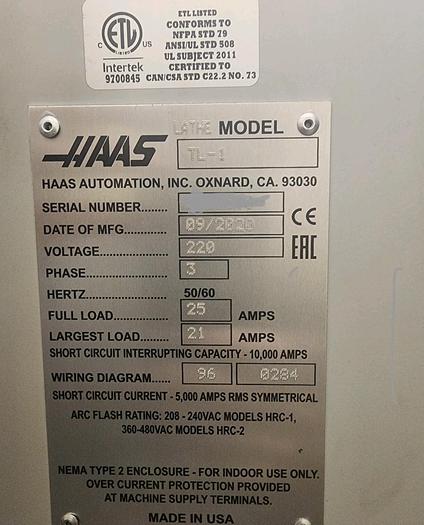 ETL LISTED
CONFORMS TO
NFPA STD 79
ANSI/UL STD 508
UL SUBJECT 2011
CERTIFIED TO
CAN/CSA STD C22.2 NO. 73
C ETL US
LISTED
Intertek
9700845
HAAS LATHE MODEL
TL-1
HAAS AUTOMATION, INC. OXNARD, CA. 93030
SERIAL NUMBER.......
DATE OF MFG............ 09/2020
VOLTAGE................... 220
PHASE....................... 3
HERTZ....................... 50/60
FULL LOAD............... 25 AMPS
LARGEST LOAD........ 21 AMPS
CE
EAC
SHORT CIRCUIT INTERRUPTING CAPACITY - 10,000 AMPS
WIRING DIAGRAM...... 96 0284
SHORT CIRCUIT CURRENT - 5,000 AMPS RMS SYMMETRICAL
ARC FLASH RATING: 208 - 240VAC MODELS HRC-1,
360-480VAC MODELS HRC-2
NEMA TYPE 2 ENCLOSURE - FOR INDOOR USE ONLY.
OVER CURRENT PROTECTION PROVIDED
AT MACHINE SUPPLY TERMINALS.
MADE IN USA